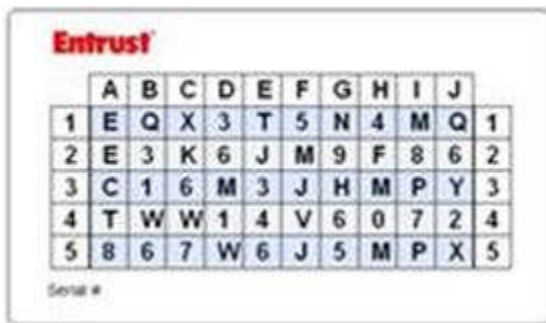 Entrust
A B C D E F G H I J
1 E Q X 3 T 5 N 4 M Q 1
2 E 3 K 6 J M 9 F 8 6 2
3 C 1 6 M 3 J H M P Y 3
4 T W W 1 4 V 6 0 7 2 4
5 8 6 7 W 6 J 5 M P X 5
Serial #